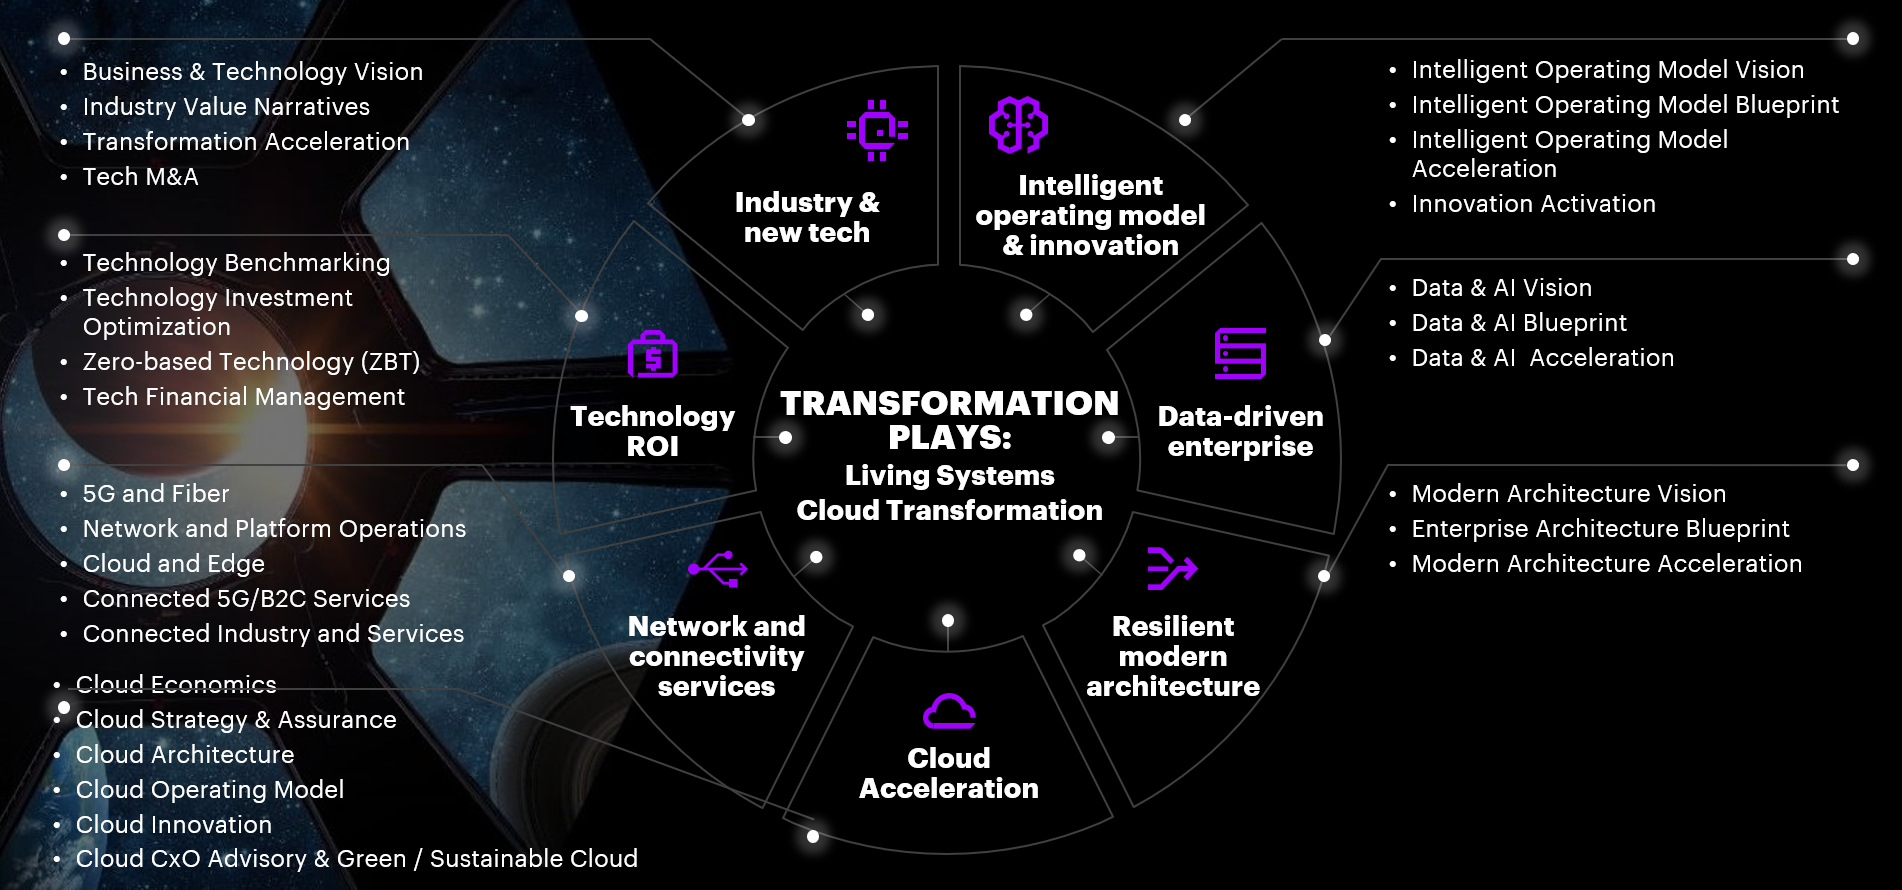 • Business & Technology Vision
• Industry Value Narratives
• Transformation Acceleration
• Tech M&A
• Technology Benchmarking
• Technology Investment
Optimization
• Zero-based Technology (ZBT)
• Tech Financial Management
• 5G and Fiber
• Network and Platform Operations
• Cloud and Edge
• Connected 5G/B2C Services
• Connected Industry and Services
• Cloud Economics
• Cloud Strategy & Assurance
• Cloud Architecture
• Cloud Operating Model
• Cloud Innovation
• Cloud CxO Advisory & Green / Sustainable Cloud
Industry &
new tech
Intelligent
operating model
& innovation
Technology
ROI
TRANSFORMATION
PLAYS:
Living Systems
Cloud Transformation
Data-driven
enterprise
Network and
connectivity
services
Cloud
Acceleration
Resilient
modern
architecture
• Intelligent Operating Model Vision
• Intelligent Operating Model Blueprint
• Intelligent Operating Model
Acceleration
• Innovation Activation
• Data & AI Vision
• Data & AI Blueprint
• Data & AI  Acceleration
• Modern Architecture Vision
• Enterprise Architecture Blueprint
• Modern Architecture Acceleration